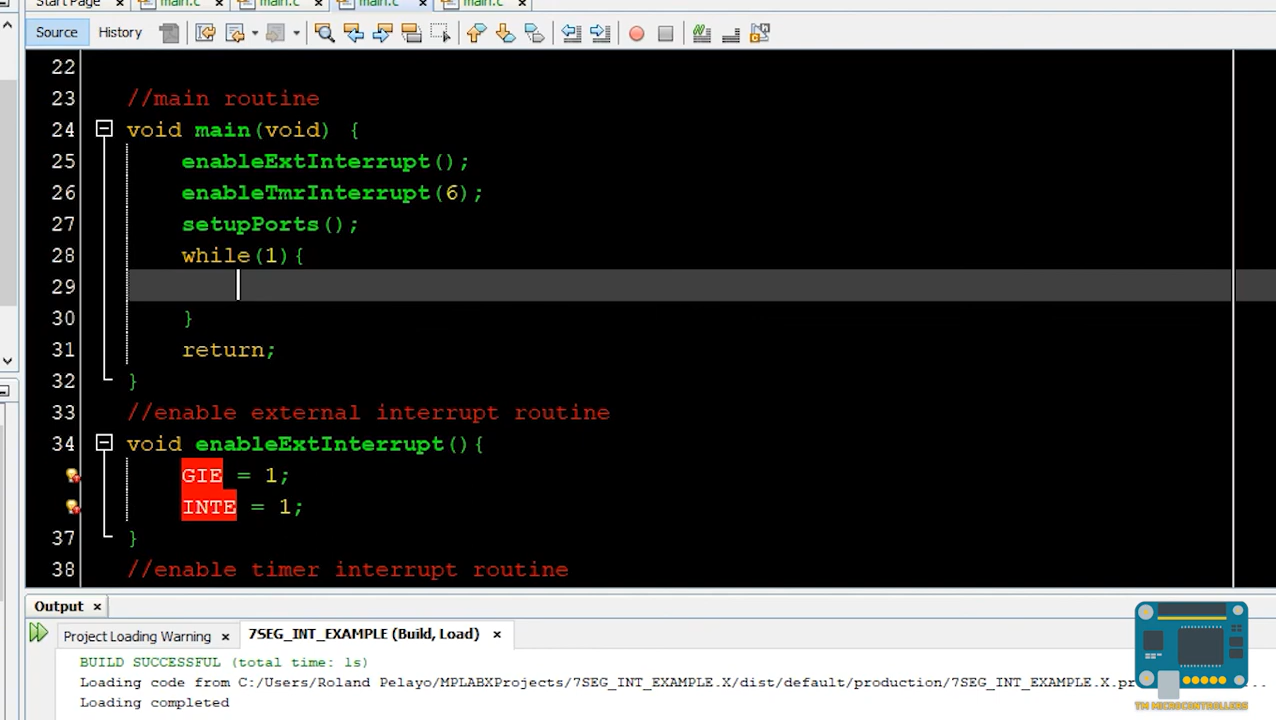 Start Page × main.c × main.c × main.c × main.c ×
Source History
22
23 //main routine
24 void main(void) {
25 enableExtInterrupt();
26 enableTmrInterrupt(6);
27 setupPorts();
28 while(1){
29
30 }
31 return;
32 }
33 //enable external interrupt routine
34 void enableExtInterrupt(){
GIE = 1;
INTE = 1;
37 }
38 //enable timer interrupt routine
Output ×
Project Loading Warning × 7SEG_INT_EXAMPLE (Build, Load) ×
BUILD SUCCESSFUL (total time: 1s)
Loading code from C:/Users/Roland Pelayo/MPLABXProjects/7SEG_INT_EXAMPLE.X/dist/default/production/7SEG_INT_EXAMPLE.X.pr
Loading completed
TM MICROCONTROLLERS